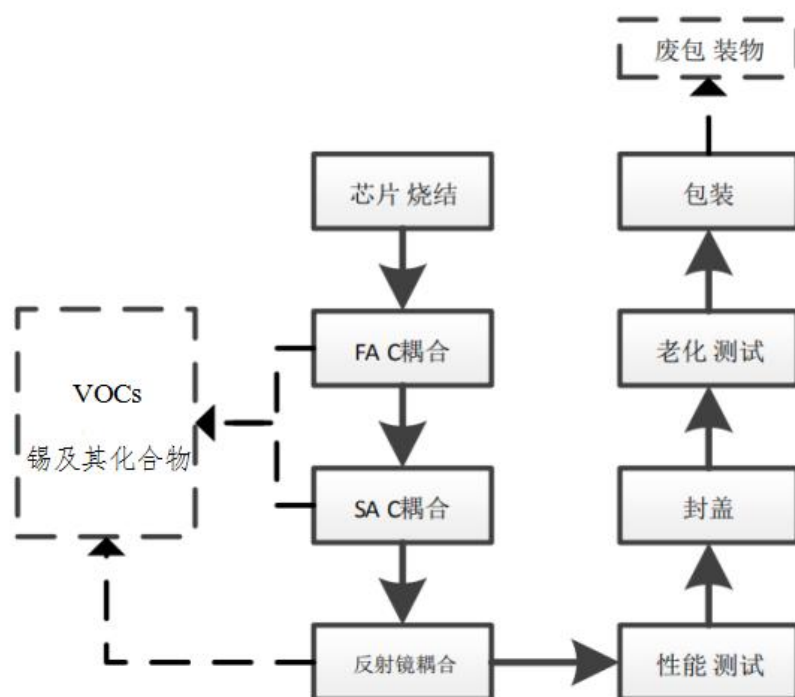 废包 装物
芯片 烧结
包装
FA C耦合
老化 测试
VOCs
锡及其化合物
SA C耦合
封盖
反射镜耦合
性能 测试